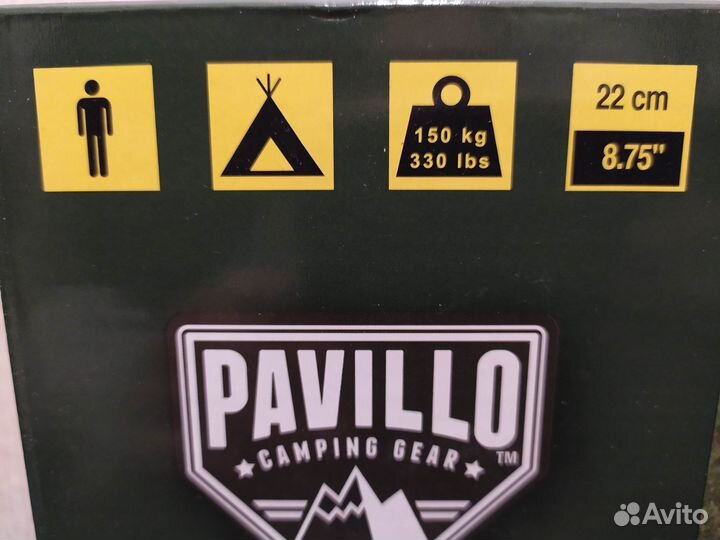 150 kg
330 lbs
22 cm
8.75"
PAVILLO
CAMPING GEAR
TM
Avito